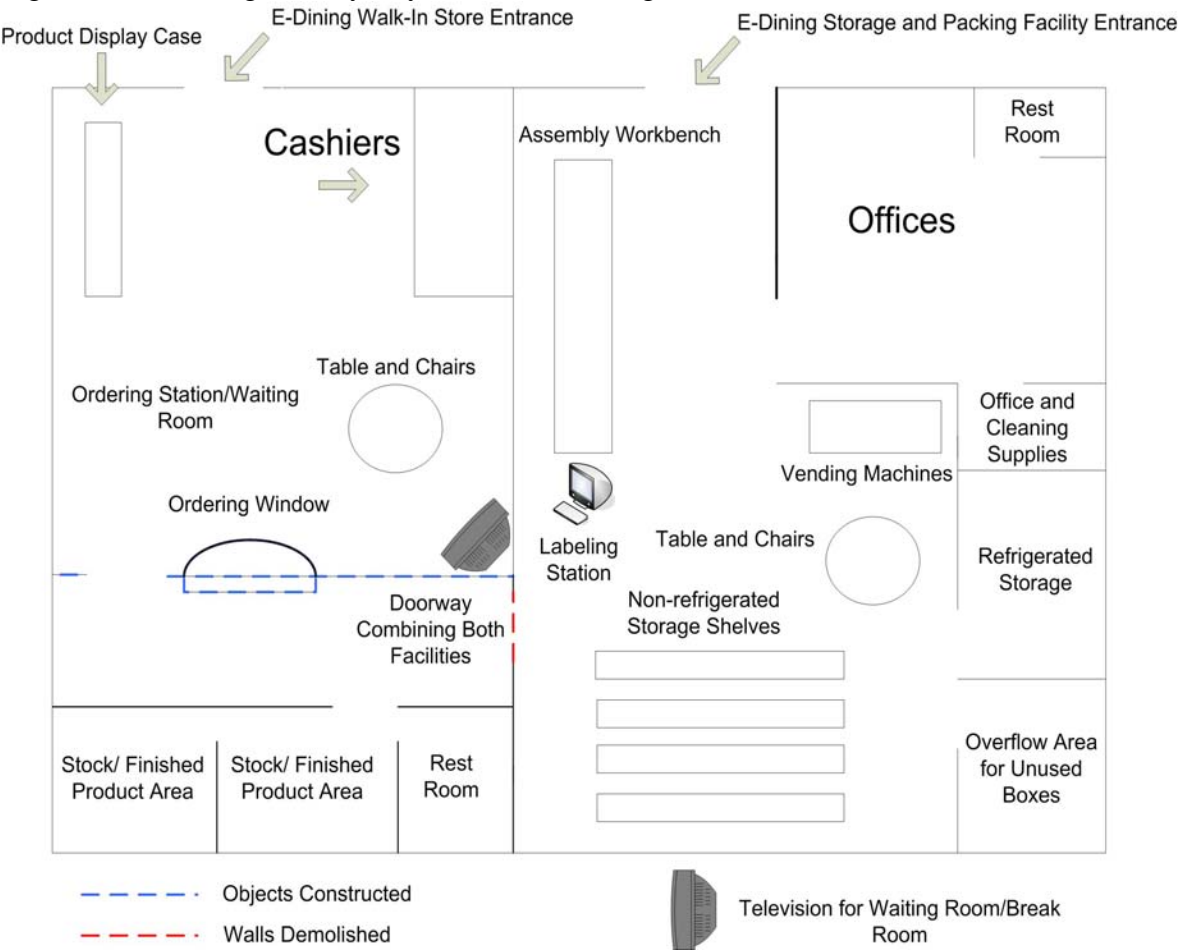 E-Dining Walk-In Store Entrance
E-Dining Storage and Packing Facility Entrance
Product Display Case
Rest
Room
Cashiers
Assembly Workbench
Offices
Table and Chairs
Ordering Station/Waiting
Room
Office and
Cleaning
Supplies
Vending Machines
Ordering Window
Labeling
Station
Table and Chairs
Refrigerated
Storage
Doorway
Combining Both
Facilities
Non-refrigerated
Storage Shelves
Stock/ Finished
Product Area
Stock/ Finished
Product Area
Rest
Room
Overflow Area
for Unused
Boxes
Objects Constructed
Walls Demolished
Television for Waiting Room/Break
Room